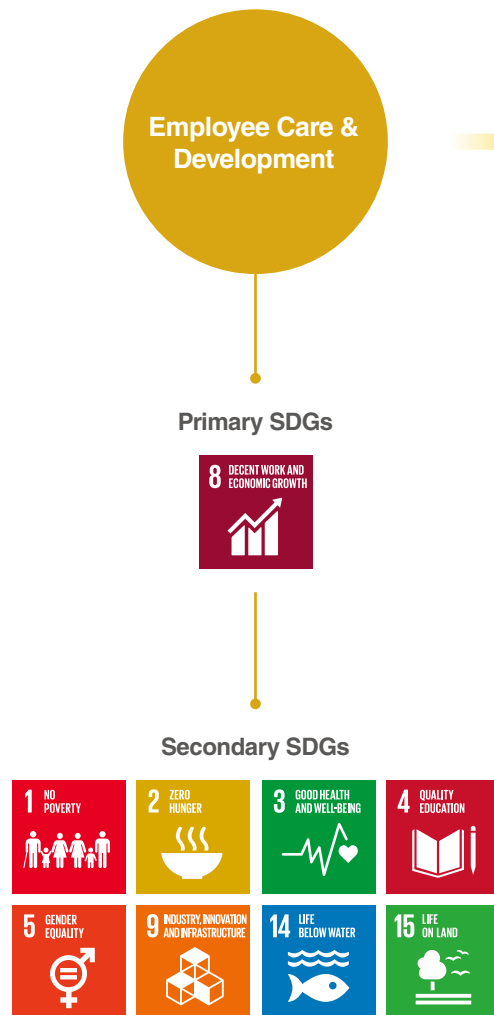 Employee Care &
Development
Primary SDGs
8 DECENT WORK AND
ECONOMIC GROWTH
Secondary SDGs
1 NO
POVERTY
2 ZERO
HUNGER
3 GOOD HEALTH
AND WELL-BEING
4 QUALITY
EDUCATION
5 GENDER
EQUALITY
9 INDUSTRY, INNOVATION
AND INFRASTRUCTURE
14 LIFE
BELOW WATER
15 LIFE
ON LAND